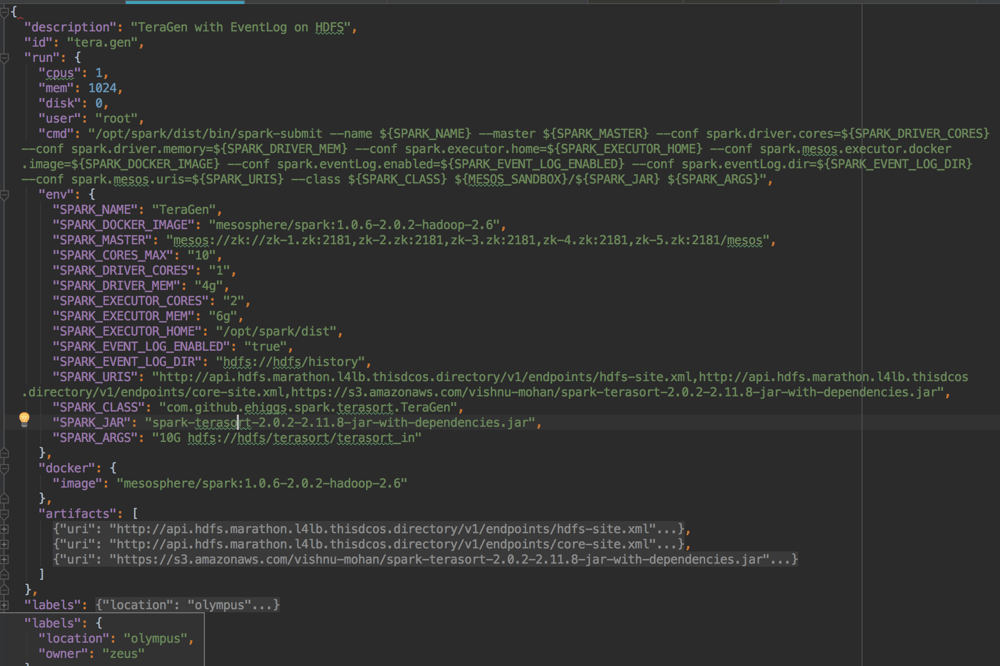 {
"description": "TeraGen with EventLog on HDFS",
"id": "tera.gen",
"run": {
"cpus": 1,
"mem": 1024,
"disk": 0,
"user": "root",
"cmd": "/opt/spark/dist/bin/spark-submit --name ${SPARK_NAME} --master ${SPARK_MASTER} --conf spark.driver.cores=${SPARK_DRIVER_CORES}
--conf spark.driver.memory=${SPARK_DRIVER_MEM} --conf spark.executor.home=${SPARK_EXECUTOR_HOME} --conf spark.mesos.executor.docker
.image=${SPARK_DOCKER_IMAGE} --conf spark.eventLog.enabled=${SPARK_EVENT_LOG_ENABLED} --conf spark.eventLog.dir=${SPARK_EVENT_LOG_DIR}
--conf spark.mesos.uris=${SPARK_URIS} --class ${SPARK_CLASS} ${MESOS_SANDBOX}/${SPARK_JAR} ${SPARK_ARGS}",
"env": {
"SPARK_NAME": "TeraGen",
"SPARK_DOCKER_IMAGE": "mesosphere/spark:1.0.6-2.0.2-hadoop-2.6",
"SPARK_MASTER": "mesos://zk://zk-1.zk:2181,zk-2.zk:2181,zk-3.zk:2181,zk-4.zk:2181,zk-5.zk:2181/mesos",
"SPARK_CORES_MAX": "10",
"SPARK_DRIVER_CORES": "1",
"SPARK_DRIVER_MEM": "4g",
"SPARK_EXECUTOR_CORES": "2",
"SPARK_EXECUTOR_MEM": "6g",
"SPARK_EXECUTOR_HOME": "/opt/spark/dist",
"SPARK_EVENT_LOG_ENABLED": "true",
"SPARK_EVENT_LOG_DIR": "hdfs://hdfs/history",
"SPARK_URIS": "http://api.hdfs.marathon.l4lb.thisdcos.directory/v1/endpoints/hdfs-site.xml,http://api.hdfs.marathon.l4lb.thisdcos
.directory/v1/endpoints/core-site.xml,https://s3.amazonaws.com/vishnu-mohan/spark-terasort-2.0.2-2.11.8-jar-with-dependencies.jar",
"SPARK_CLASS": "com.github.ehiggs.spark.terasort.TeraGen",
"SPARK_JAR": "spark-terasort-2.0.2-2.11.8-jar-with-dependencies.jar",
"SPARK_ARGS": "10G hdfs://hdfs/terasort/terasort_in"
},
"docker": {
"image": "mesosphere/spark:1.0.6-2.0.2-hadoop-2.6"
},
"artifacts": [
{"uri": "http://api.hdfs.marathon.l4lb.thisdcos.directory/v1/endpoints/hdfs-site.xml"...},
{"uri": "http://api.hdfs.marathon.l4lb.thisdcos.directory/v1/endpoints/core-site.xml"...},
{"uri": "https://s3.amazonaws.com/vishnu-mohan/spark-terasort-2.0.2-2.11.8-jar-with-dependencies.jar"...}
]
},
"labels": {"location": "olympus"...}
"labels": {
"location": "olympus",
"owner": "zeus"